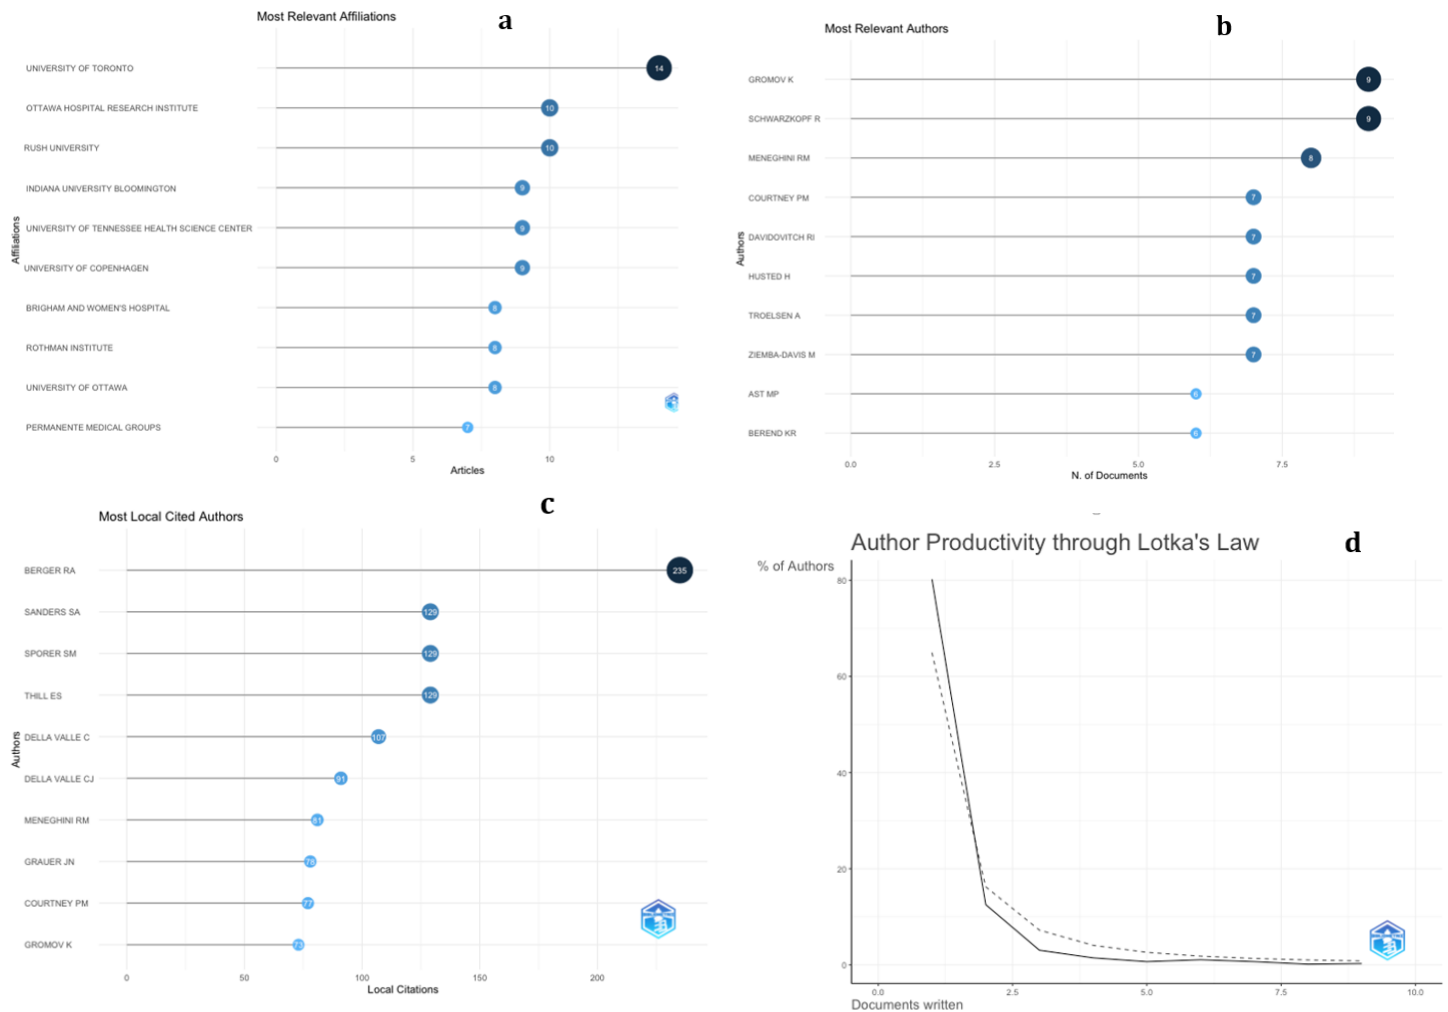 Most Relevant Affiliations
a
UNIVERSITY OF TORONTO
14
OTTAWA HOSPITAL RESEARCH INSTITUTE
10
RUSH UNIVERSITY
10
INDIANA UNIVERSITY BLOOMINGTON
9
UNIVERSITY OF TENNESSEE HEALTH SCIENCE CENTER
9
UNIVERSITY OF COPENHAGEN
9
BRIGHAM AND WOMEN'S HOSPITAL
8
ROTHMAN INSTITUTE
8
UNIVERSITY OF OTTAWA
8
PERMANENTE MEDICAL GROUPS
7
Affiliations
0 5 10
Articles
Most Relevant Authors
b
GROMOV K
9
SCHWARZKOPF R
9
MENEGHINI RM
8
COURTNEY PM
7
DAVIDOVITCH RI
7
HUSTED H
7
TROELSEN A
7
ZIEMBA-DAVIS M
7
AST MP
6
BEREND KR
6
Authors
0.0 2.5 5.0 7.5
N. of Documents
Most Local Cited Authors
c
BERGER RA
235
SANDERS SA
129
SPORER SM
129
THILL ES
129
DELLA VALLE C
107
DELLA VALLE CJ
91
MENEGHINI RM
81
GRAUER JN
78
COURTNEY PM
77
GROMOV K
73
Authors
0 50 100 150 200
Local Citations
Author Productivity through Lotka's Law
d
% of Authors
80
60
40
20
0
0.0 2.5 5.0 7.5 10.0
Documents written